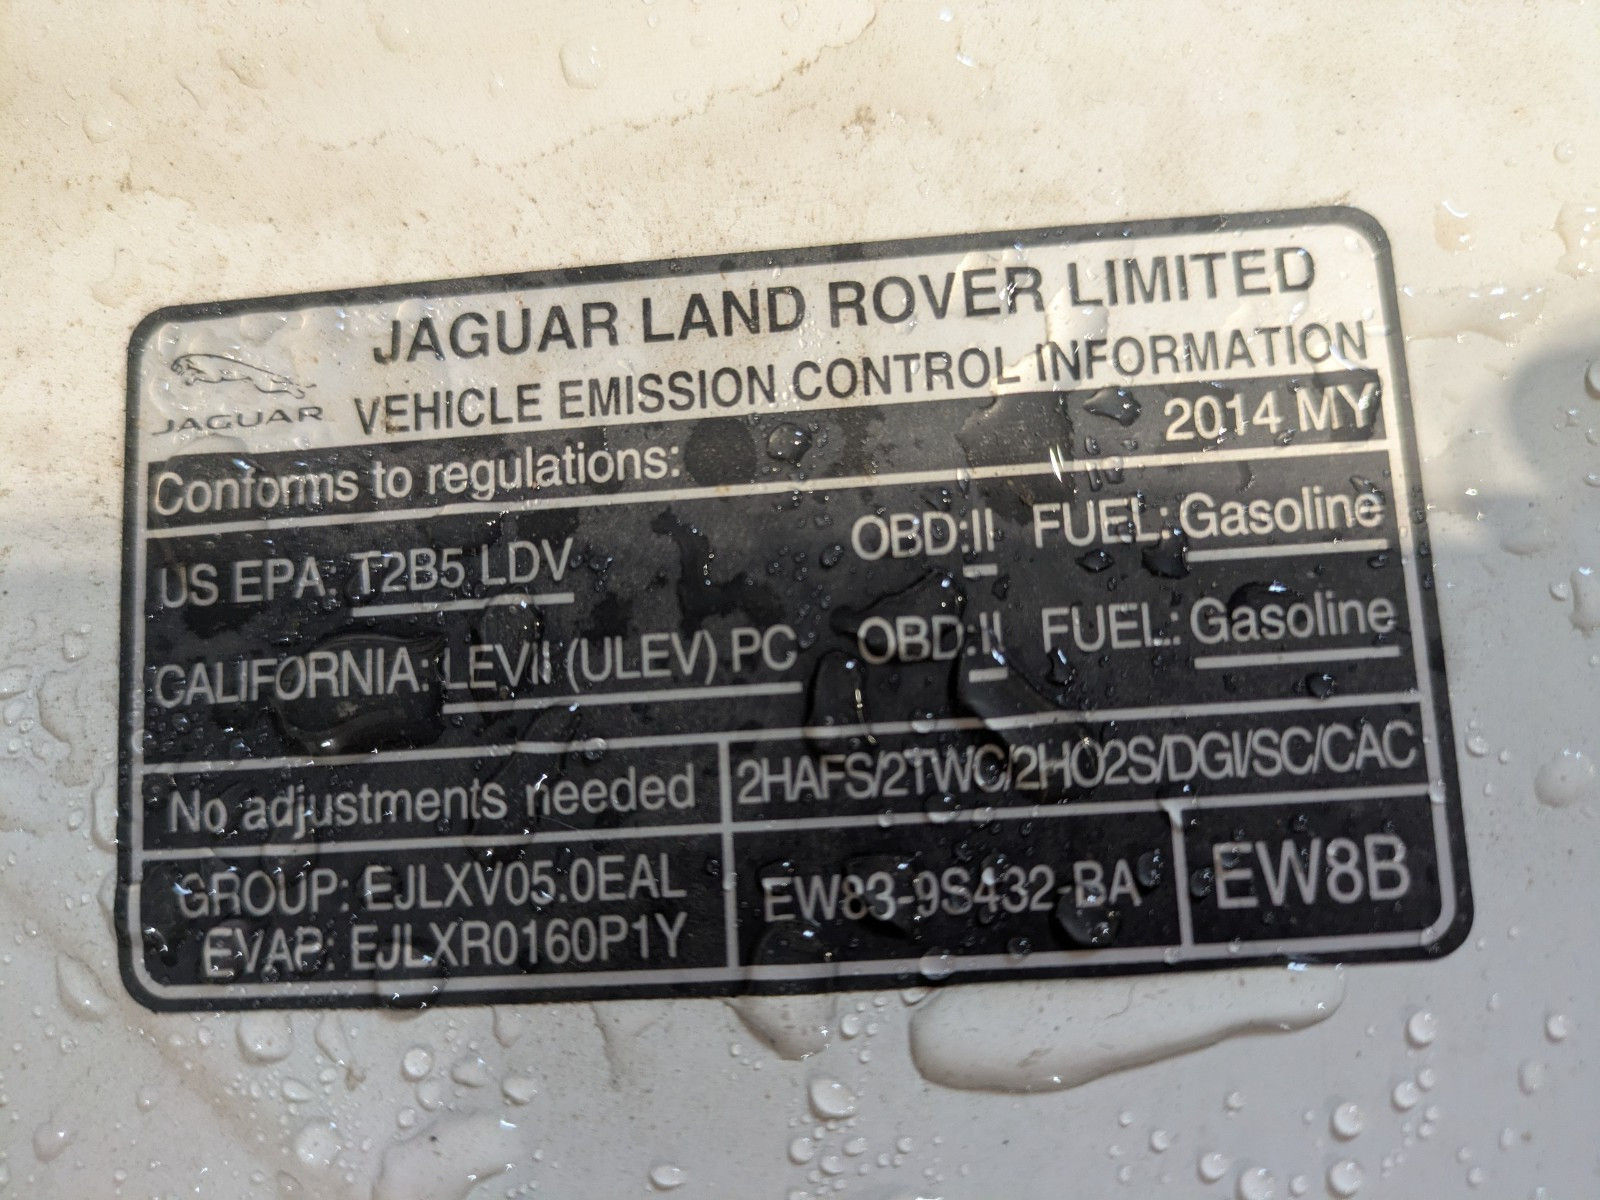 JAGUAR LAND ROVER LIMITED
JAGUAR
VEHICLE EMISSION CONTROL INFORMATION
Conforms to regulations: 2014 MY
US EPA: T2B5 LDV OBD:II FUEL: Gasoline
CALIFORNIA: LEVII (ULEV) PC OBD:II FUEL: Gasoline
No adjustments needed 2HAFS/2TWC/2HO2S/DGI/SC/CAC
GROUP: EJLXV05.0EAL
EVAP: EJLXR0160P1Y
EW83-9S432-BA
EW8B